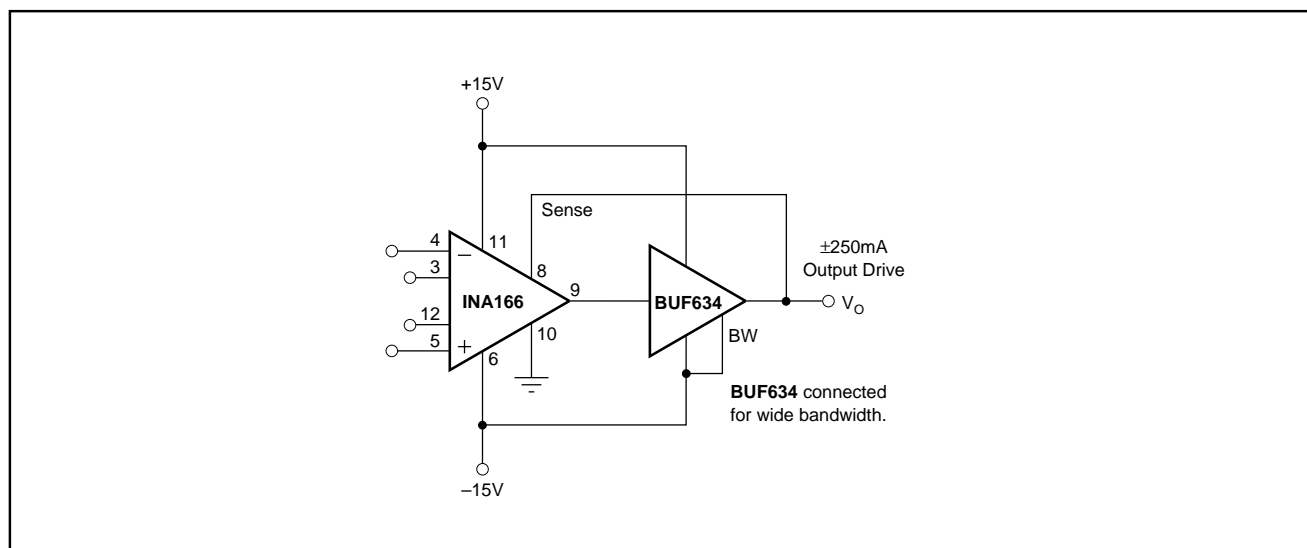 +15V
Sense
4
11
−
3
8
±250mA
Output Drive
INA166
9
BUF634
V_O
12
10
BW
5
+
6
BUF634 connected
for wide bandwidth.
–15V